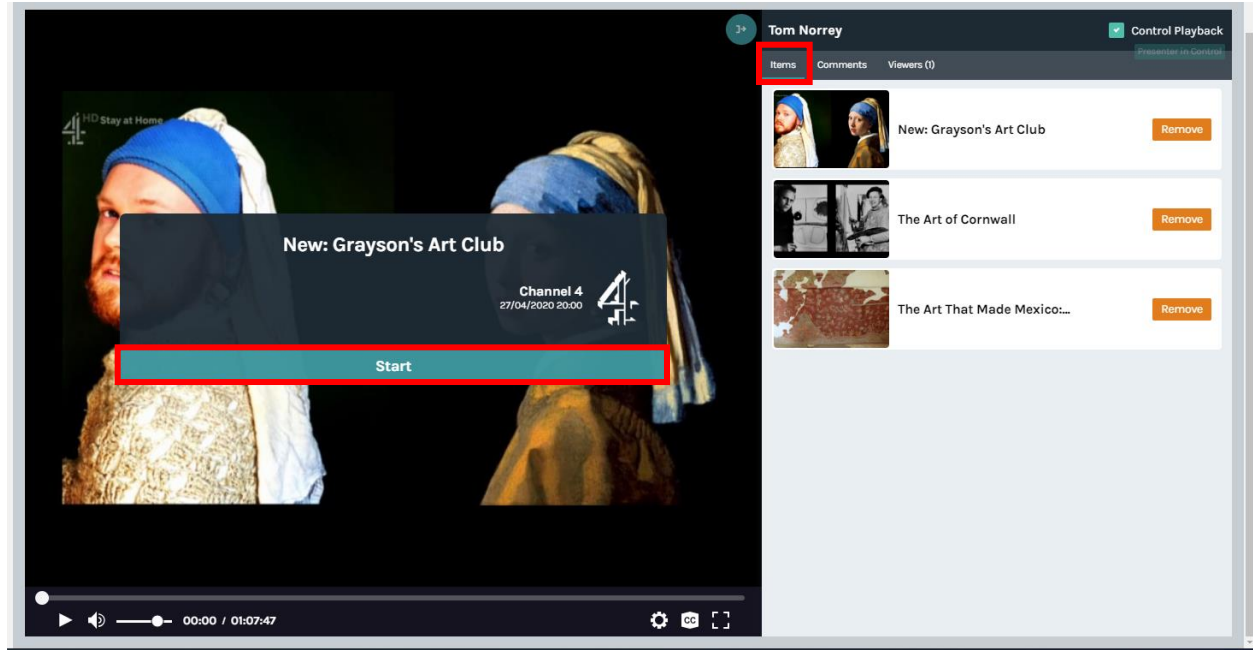 HD Stay at Home
New: Grayson's Art Club
Channel 4
27/04/2020 20:00
Start
00:00 / 01:07:47
CC
Tom Norrey
Control Playback
Presenter in Control
Items Comments Viewers (1)
New: Grayson's Art Club Remove
The Art of Cornwall Remove
The Art That Made Mexico:... Remove